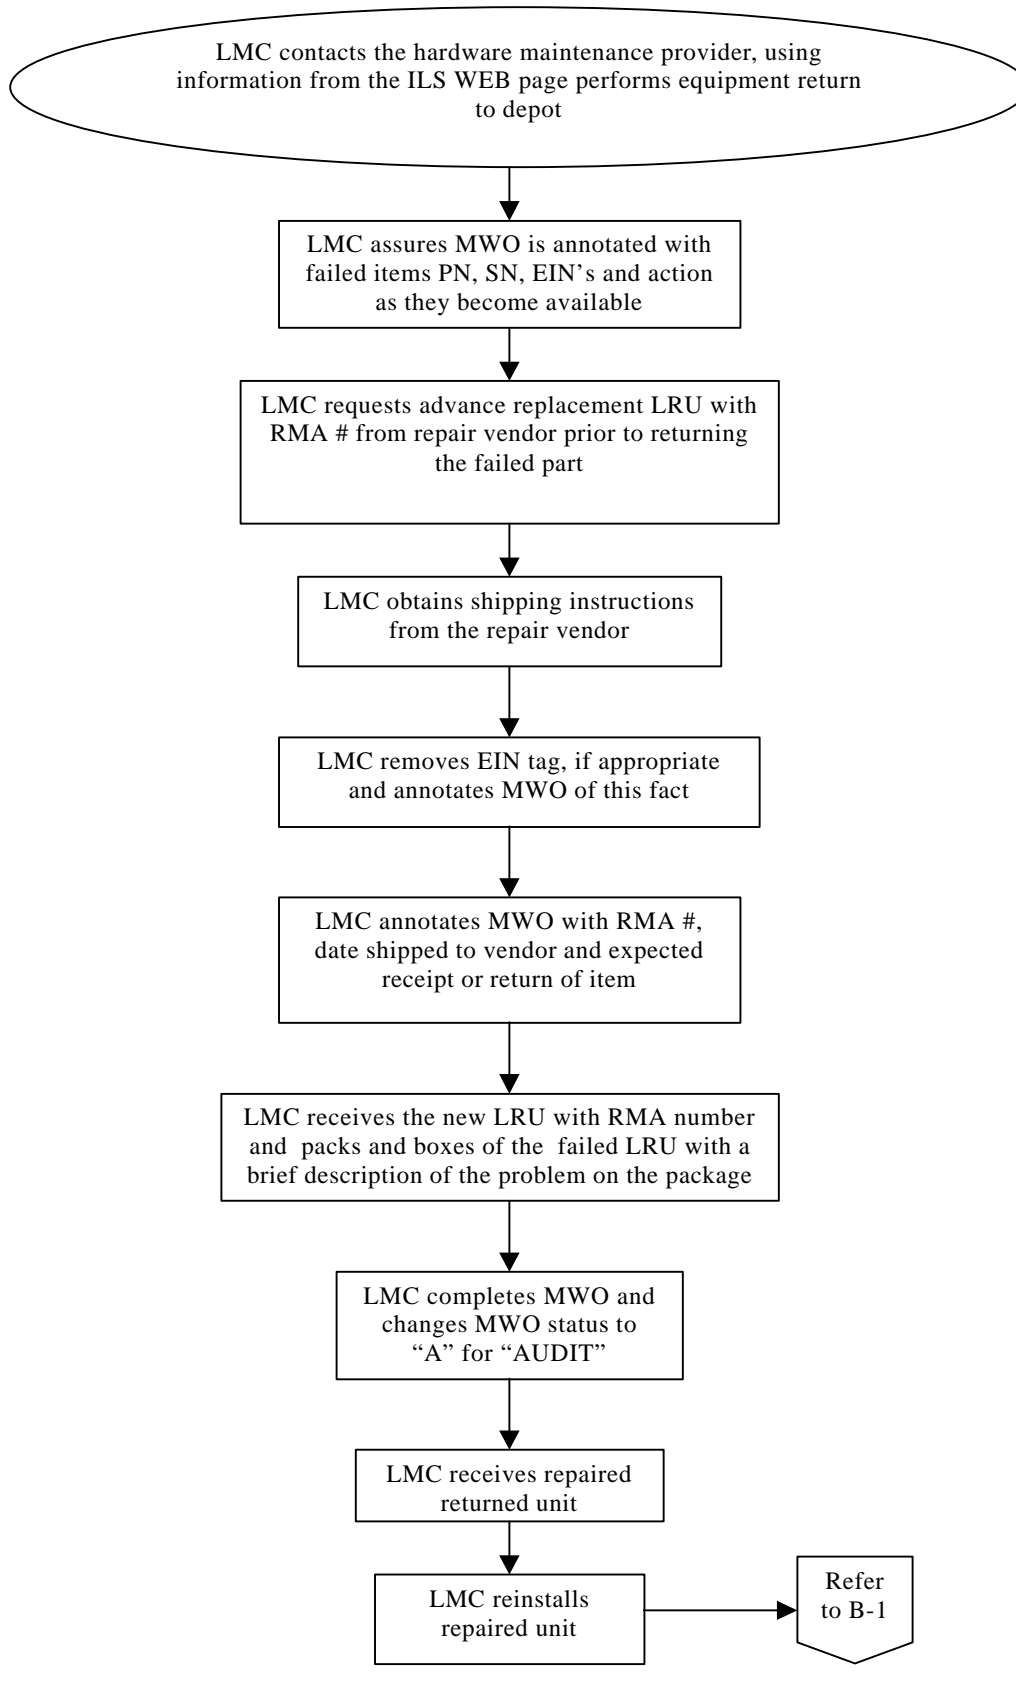 LMC contacts the hardware maintenance provider, using
information from the ILS WEB page performs equipment return
to depot
LMC assures MWO is annotated with
failed items PN, SN, EIN’s and action
as they become available
LMC requests advance replacement LRU with
RMA # from repair vendor prior to returning
the failed part
LMC obtains shipping instructions
from the repair vendor
LMC removes EIN tag, if appropriate
and annotates MWO of this fact
LMC annotates MWO with RMA #,
date shipped to vendor and expected
receipt or return of item
LMC receives the new LRU with RMA number
and packs and boxes of the failed LRU with a
brief description of the problem on the package
LMC completes MWO and
changes MWO status to
“A” for “AUDIT”
LMC receives repaired
returned unit
LMC reinstalls
repaired unit
Refer
to B-1